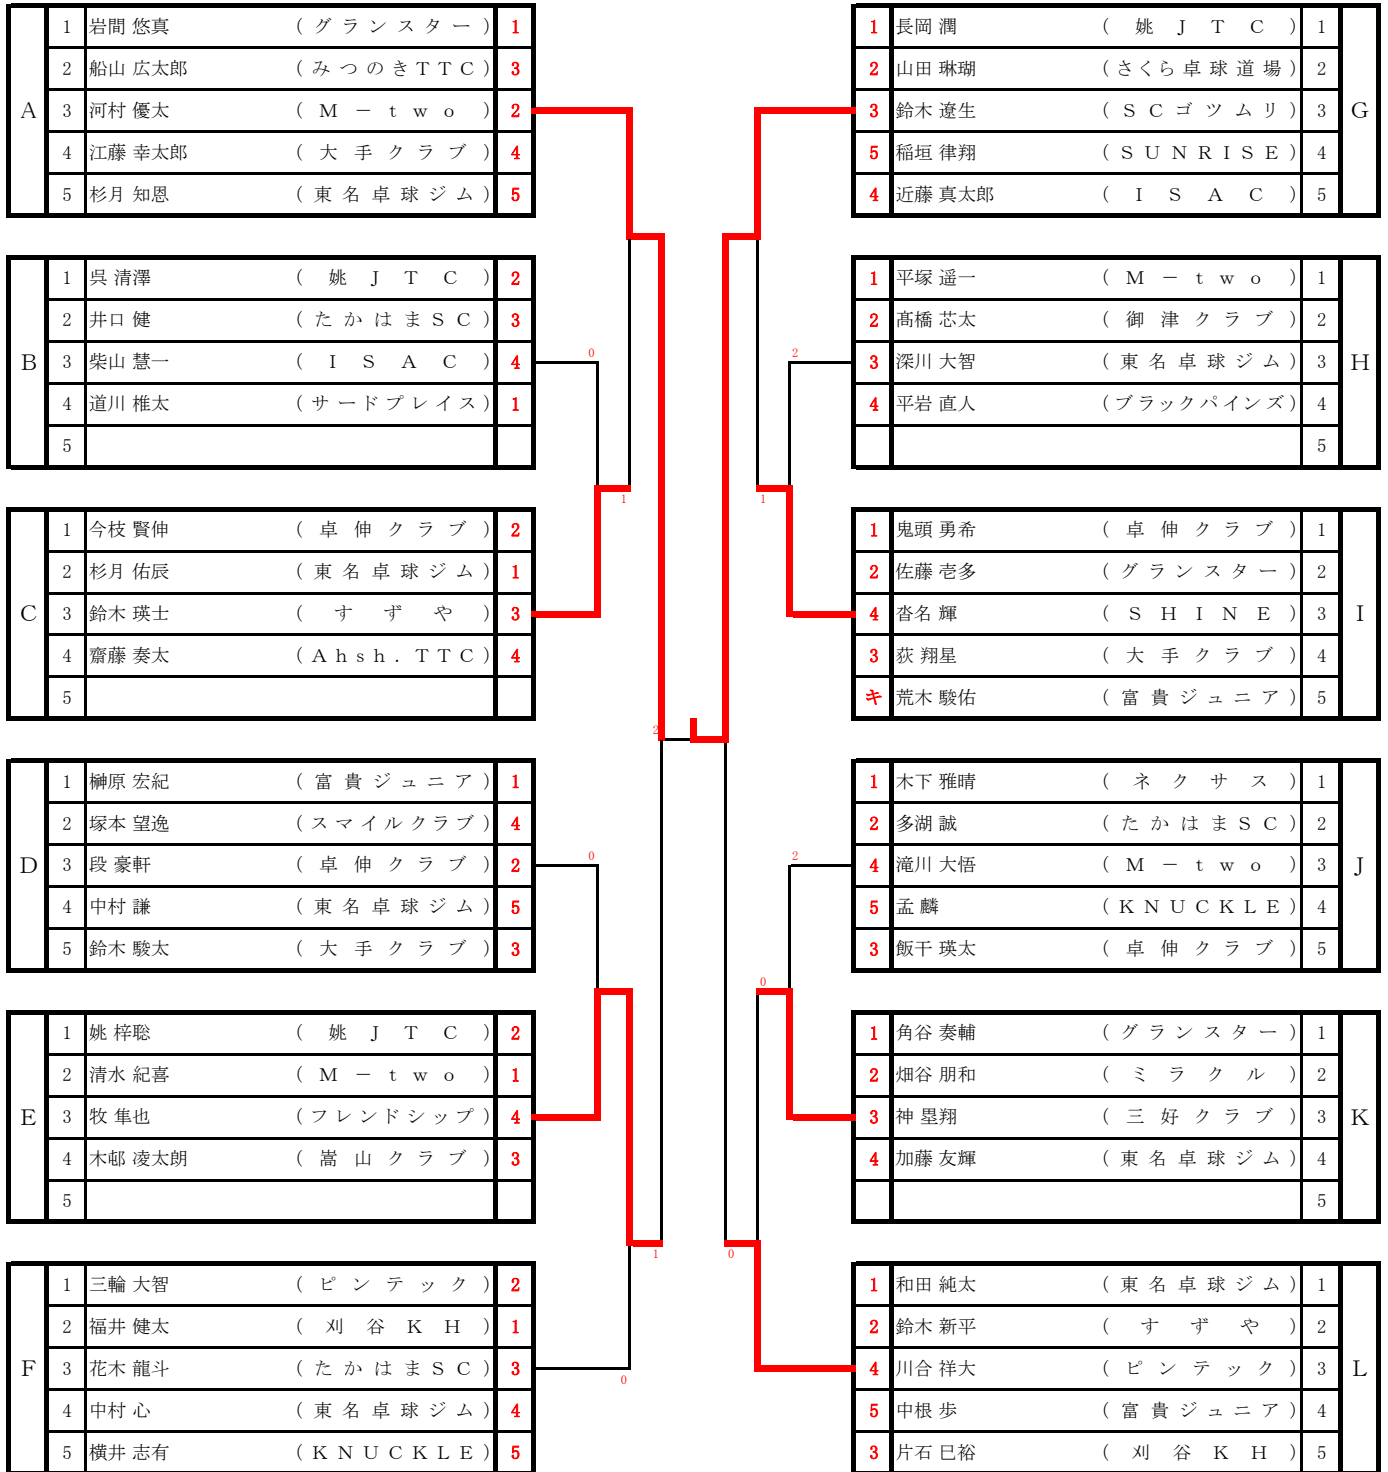 A
1 岩間 悠真 (グランスター) 1
2 船山 広太郎 (みつのきTTC) 3
3 河村 優太 (M－two) 2
4 江藤 幸太郎 (大手クラブ) 4
5 杉月 知恩 (東名卓球ジム) 5
B
1 呉 清澤 (姚JTC) 2
2 井口 健 (たかはまSC) 3
3 柴山 慧一 (ISAC) 4
4 道川 椎太 (サードプレイス) 1
5
0
1
C
1 今枝 賢伸 (卓伸クラブ) 2
2 杉月 佑辰 (東名卓球ジム) 1
3 鈴木 瑛士 (すずや) 3
4 齋藤 奏太 (Ahsh.TTC) 4
5
2
D
1 榊原 宏紀 (富貴ジュニア) 1
2 塚本 望逸 (スマイルクラブ) 4
3 段 豪軒 (卓伸クラブ) 2
4 中村 謙 (東名卓球ジム) 5
5 鈴木 駿太 (大手クラブ) 3
0
E
1 姚 梓聡 (姚JTC) 2
2 清水 紀喜 (M－two) 1
3 牧 隼也 (フレンドシップ) 4
4 木邨 凌太朗 (嵩山クラブ) 3
5
1
F
1 三輪 大智 (ピンテック) 2
2 福井 健太 (刈谷KH) 1
3 花木 龍斗 (たかはまSC) 3
4 中村 心 (東名卓球ジム) 4
5 横井 志有 (KNUCKLE) 5
0
G
1 長岡 潤 (姚JTC) 1
2 山田 琳瑚 (さくら卓球道場) 2
3 鈴木 遼生 (SCゴツムリ) 3
5 稲垣 律翔 (SUNRISE) 4
4 近藤 真太郎 (ISAC) 5
H
1 平塚 遥一 (M－two) 1
2 髙橋 芯太 (御津クラブ) 2
3 深川 大智 (東名卓球ジム) 3
4 平岩 直人 (ブラックパインズ) 4
5
2
1
I
1 鬼頭 勇希 (卓伸クラブ) 1
2 佐藤 壱多 (グランスター) 2
4 沓名 輝 (SHINE) 3
3 荻 翔星 (大手クラブ) 4
キ 荒木 駿佑 (富貴ジュニア) 5
J
1 木下 雅晴 (ネクサス) 1
2 多湖 誠 (たかはまSC) 2
4 滝川 大悟 (M－two) 3
5 孟 麟 (KNUCKLE) 4
3 飯干 瑛太 (卓伸クラブ) 5
2
0
K
1 角谷 奏輔 (グランスター) 1
2 畑谷 朋和 (ミラクル) 2
3 神 塁翔 (三好クラブ) 3
4 加藤 友輝 (東名卓球ジム) 4
5
0
L
1 和田 純太 (東名卓球ジム) 1
2 鈴木 新平 (すずや) 2
4 川合 祥大 (ピンテック) 3
5 中根 歩 (富貴ジュニア) 4
3 片石 巳裕 (刈谷KH) 5